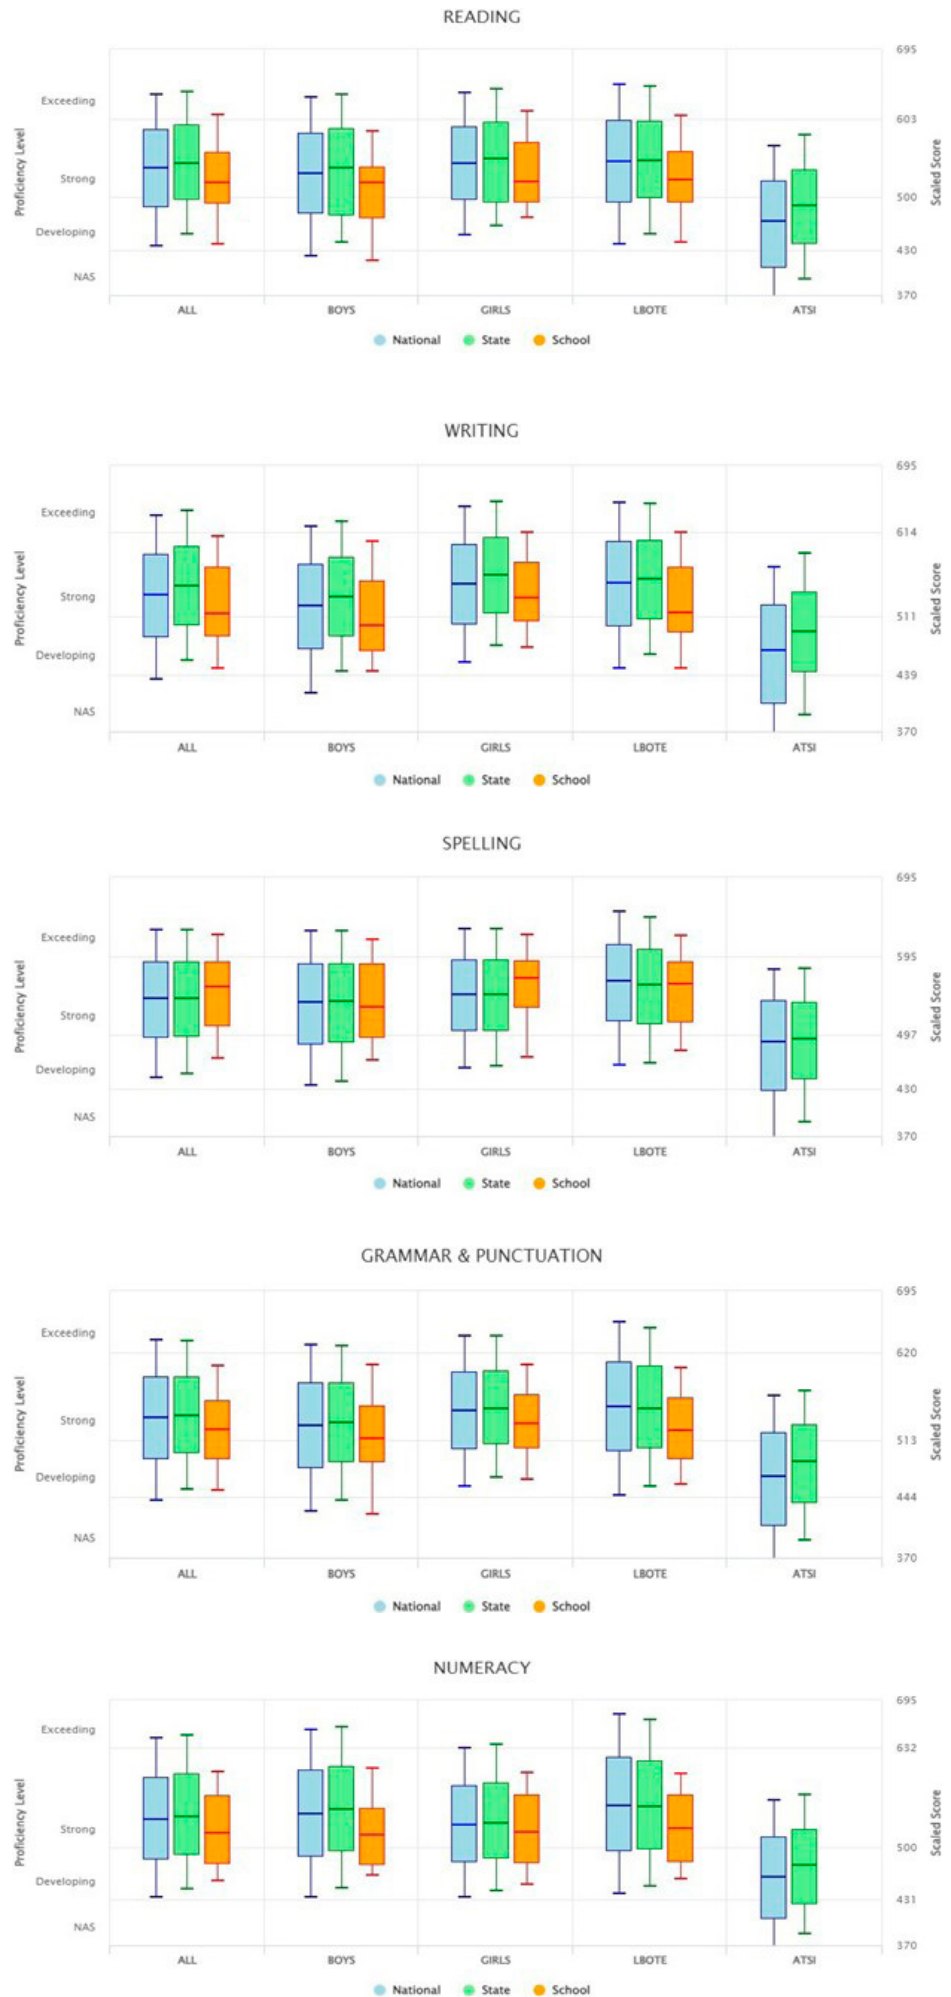 READING
695
Exceeding
603
Strong
500
Developing
430
NAS
370
Proficiency Level
Scaled Score
ALL BOYS GIRLS LBOTE ATSI
National State School
WRITING
695
Exceeding
614
Strong
511
Developing
439
NAS
370
Proficiency Level
Scaled Score
ALL BOYS GIRLS LBOTE ATSI
National State School
SPELLING
695
Exceeding
595
Strong
497
Developing
430
NAS
370
Proficiency Level
Scaled Score
ALL BOYS GIRLS LBOTE ATSI
National State School
GRAMMAR & PUNCTUATION
695
Exceeding
620
Strong
513
Developing
444
NAS
370
Proficiency Level
Scaled Score
ALL BOYS GIRLS LBOTE ATSI
National State School
NUMERACY
695
Exceeding
632
Strong
500
Developing
431
NAS
370
Proficiency Level
Scaled Score
ALL BOYS GIRLS LBOTE ATSI
National State School